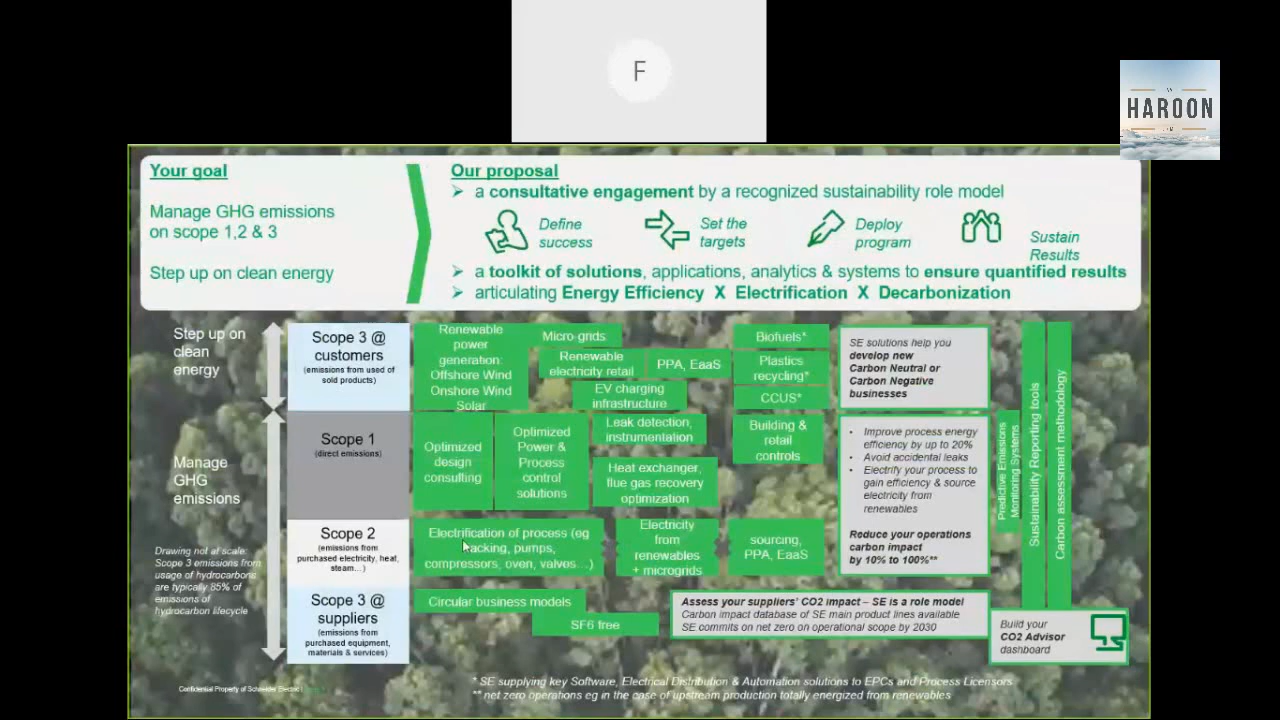 F
HAROON
Your goal
Manage GHG emissions
on scope 1,2 & 3
Step up on clean energy
Our proposal
➢ a consultative engagement by a recognized sustainability role model
Define
success
Set the
targets
Deploy
program
Sustain
Results
➢ a toolkit of solutions, applications, analytics & systems to ensure quantified results
➢ articulating Energy Efficiency X Electrification X Decarbonization
Step up on
clean
energy
Scope 3 @
customers
(emissions from used of
sold products)
Renewable
power
generation:
Offshore Wind
Onshore Wind
Solar
Micro-grids
Renewable
electricity retail
PPA, EaaS
EV charging
infrastructure
Biofuels*
Plastics
recycling*
CCUS*
SE solutions help you
develop new
Carbon Neutral or
Carbon Negative
businesses
Manage
GHG
emissions
Scope 1
(direct emissions)
Optimized
design
consulting
Optimized
Power &
Process
control
solutions
Leak detection,
instrumentation
Heat exchanger,
flue gas recovery
optimization
Building &
retail
controls
• Improve process energy
efficiency by up to 20%
• Avoid accidental leaks
• Electrify your process to
gain efficiency & source
electricity from
renewables
Reduce your operations
carbon impact
by 10% to 100%**
Predictive Emissions
Monitoring Systems
Sustainability Reporting tools
Carbon assessment methodology
Scope 2
(emissions from
purchased electricity, heat,
steam...)
Electrification of process (eg
racking, pumps,
compressors, oven, valves...)
Electricity
from
renewables
+ microgrids
sourcing,
PPA, EaaS
Drawing not at scale:
Scope 3 emissions from
usage of hydrocarbons
are typically 85% of
emissions of
hydrocarbon lifecycle
Scope 3 @
suppliers
(emissions from
purchased equipment,
materials & services)
Circular business models
SF6 free
Assess your suppliers' CO2 impact – SE is a role model
Carbon impact database of SE main product lines available
SE commits on net zero on operational scope by 2030
Build your
CO2 Advisor
dashboard
Confidential Property of Schneider Electric |
* SE supplying key Software, Electrical Distribution & Automation solutions to EPCs and Process Licensors
** net zero operations eg in the case of upstream production totally energized from renewables